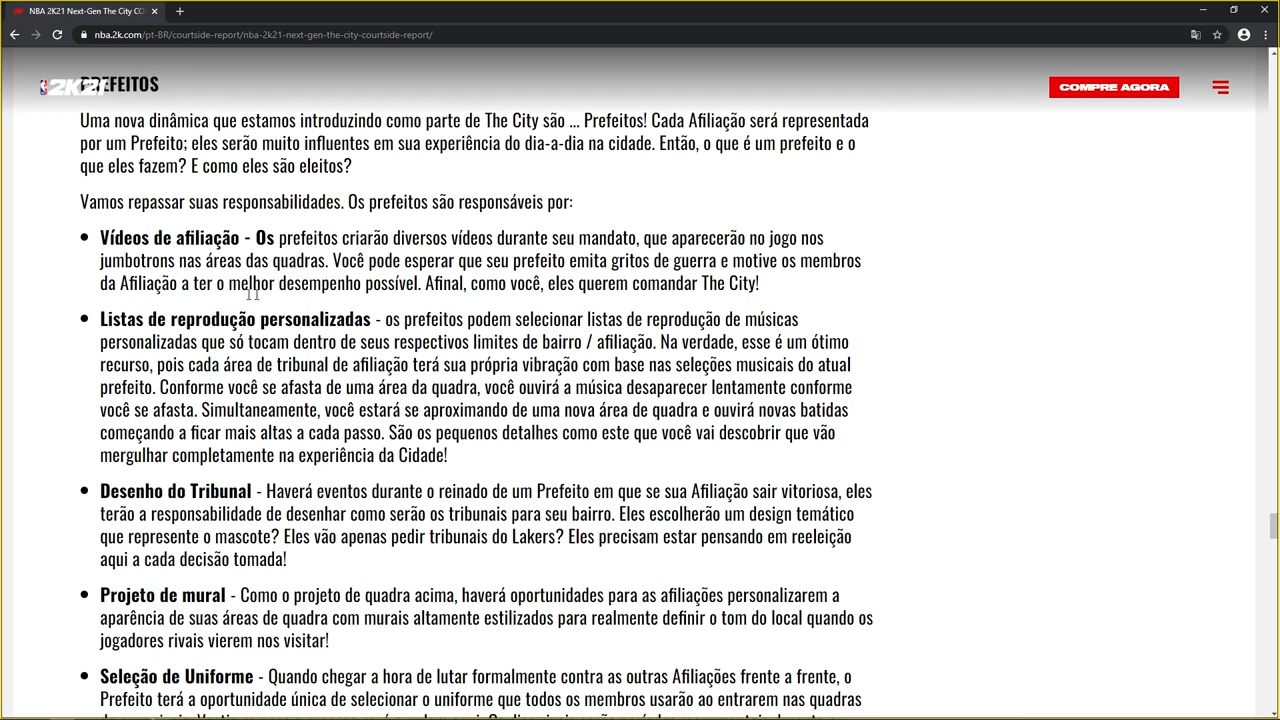 NBA 2K21 Next-Gen The City CO
nba.2k.com/pt-BR/courtside-report/nba-2k21-next-gen-the-city-courtside-report/
PREFEITOS
2K21
COMPRE AGORA
Uma nova dinâmica que estamos introduzindo como parte de The City são ... Prefeitos! Cada Afiliação será representada
por um Prefeito; eles serão muito influentes em sua experiência do dia-a-dia na cidade. Então, o que é um prefeito e o
que eles fazem? E como eles são eleitos?
Vamos repassar suas responsabilidades. Os prefeitos são responsáveis por:
Vídeos de afiliação - Os prefeitos criarão diversos vídeos durante seu mandato, que aparecerão no jogo nos
jumbotrons nas áreas das quadras. Você pode esperar que seu prefeito emita gritos de guerra e motive os membros
da Afiliação a ter o melhor desempenho possível. Afinal, como você, eles querem comandar The City!
Listas de reprodução personalizadas - os prefeitos podem selecionar listas de reprodução de músicas
personalizadas que só tocam dentro de seus respectivos limites de bairro / afiliação. Na verdade, esse é um ótimo
recurso, pois cada área de tribunal de afiliação terá sua própria vibração com base nas seleções musicais do atual
prefeito. Conforme você se afasta de uma área da quadra, você ouvirá a música desaparecer lentamente conforme
você se afasta. Simultaneamente, você estará se aproximando de uma nova área de quadra e ouvirá novas batidas
começando a ficar mais altas a cada passo. São os pequenos detalhes como este que você vai descobrir que vão
mergulhar completamente na experiência da Cidade!
Desenho do Tribunal - Haverá eventos durante o reinado de um Prefeito em que se sua Afiliação sair vitoriosa, eles
terão a responsabilidade de desenhar como serão os tribunais para seu bairro. Eles escolherão um design temático
que represente o mascote? Eles vão apenas pedir tribunais do Lakers? Eles precisam estar pensando em reeleição
aqui a cada decisão tomada!
Projeto de mural - Como o projeto de quadra acima, haverá oportunidades para as afiliações personalizarem a
aparência de suas áreas de quadra com murais altamente estilizados para realmente definir o tom do local quando os
jogadores rivais vierem nos visitar!
Seleção de Uniforme - Quando chegar a hora de lutar formalmente contra as outras Afiliações frente a frente, o
Prefeito terá a oportunidade única de selecionar o uniforme que todos os membros usarão ao entrarem nas quadras